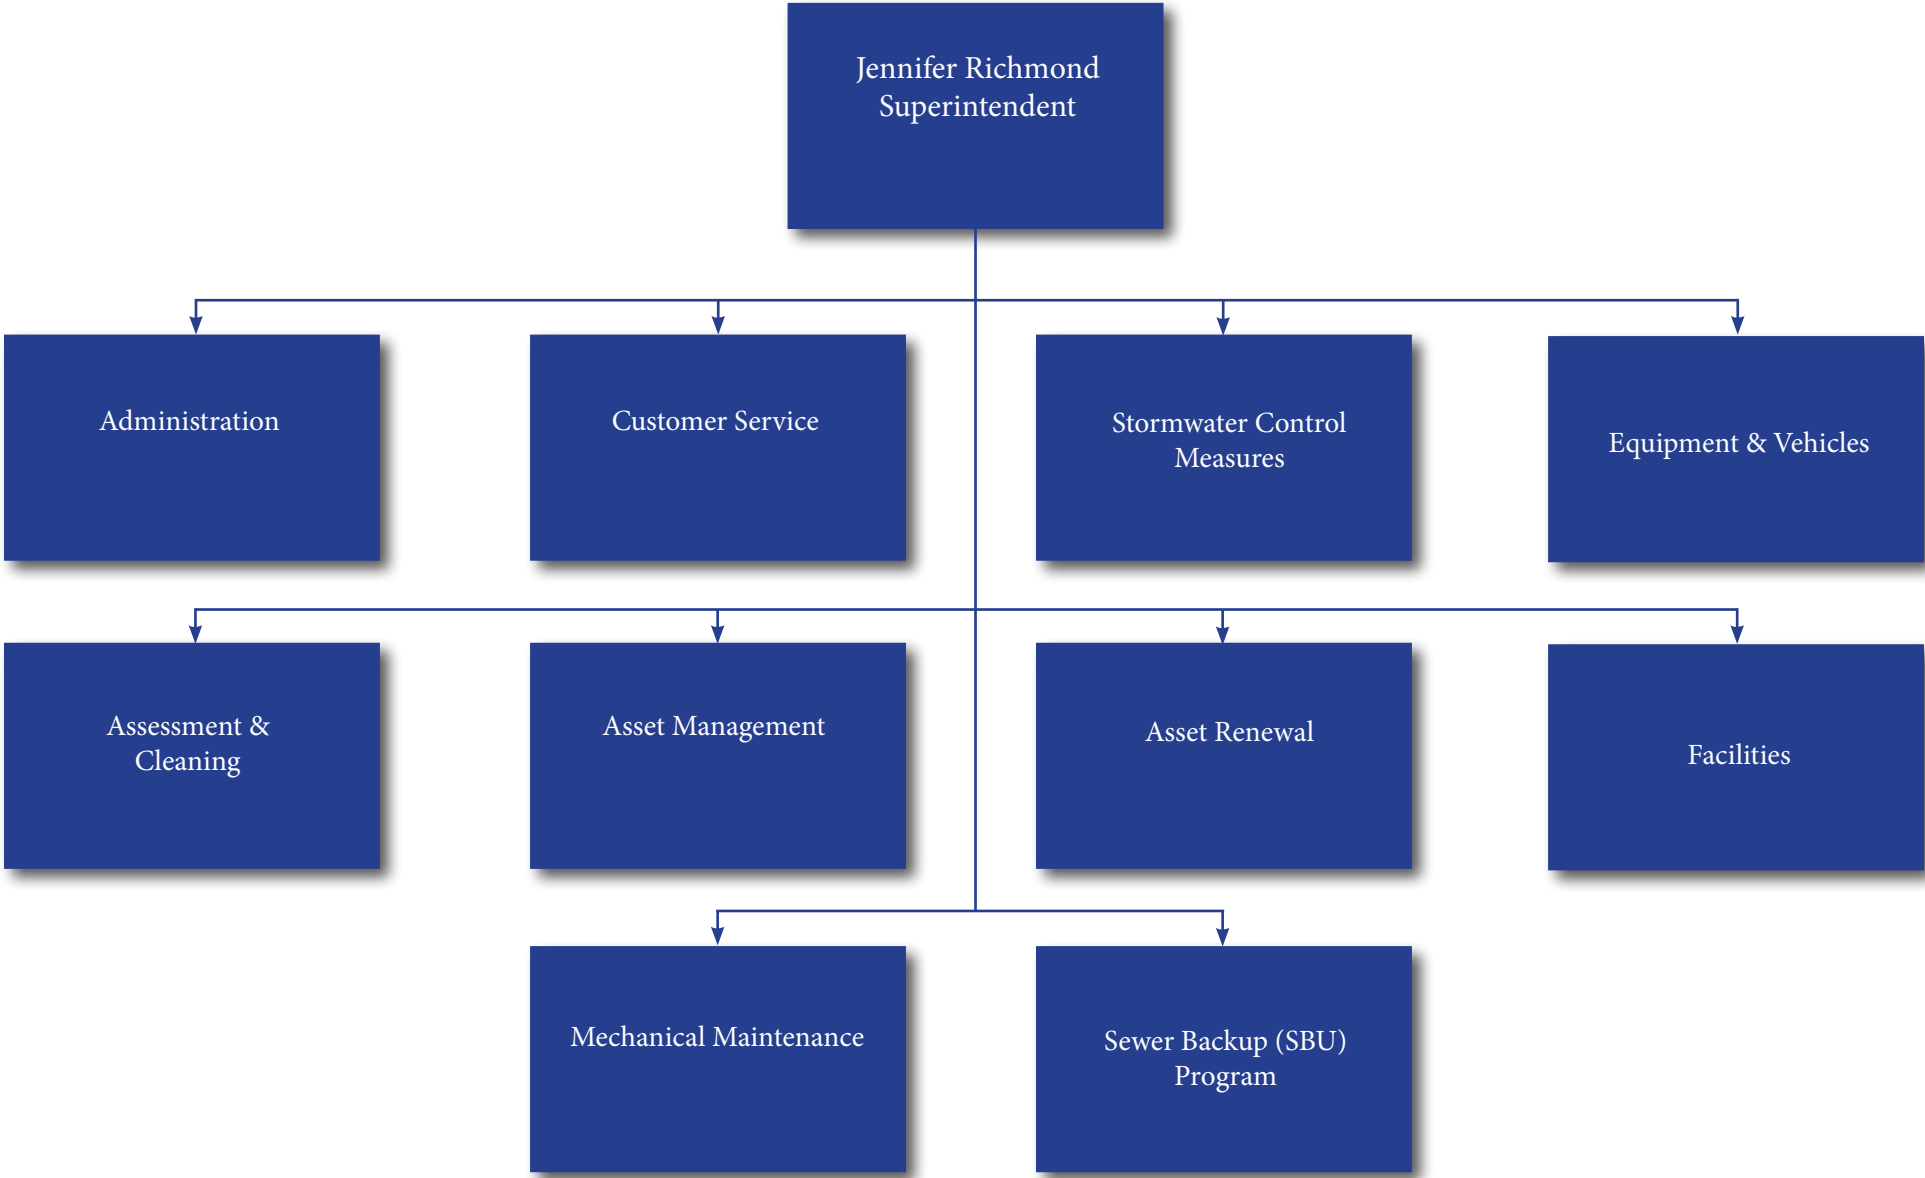 Jennifer Richmond
Superintendent
Administration
Customer Service
Stormwater Control
Measures
Equipment & Vehicles
Assessment &
Cleaning
Asset Management
Asset Renewal
Facilities
Mechanical Maintenance
Sewer Backup (SBU)
Program